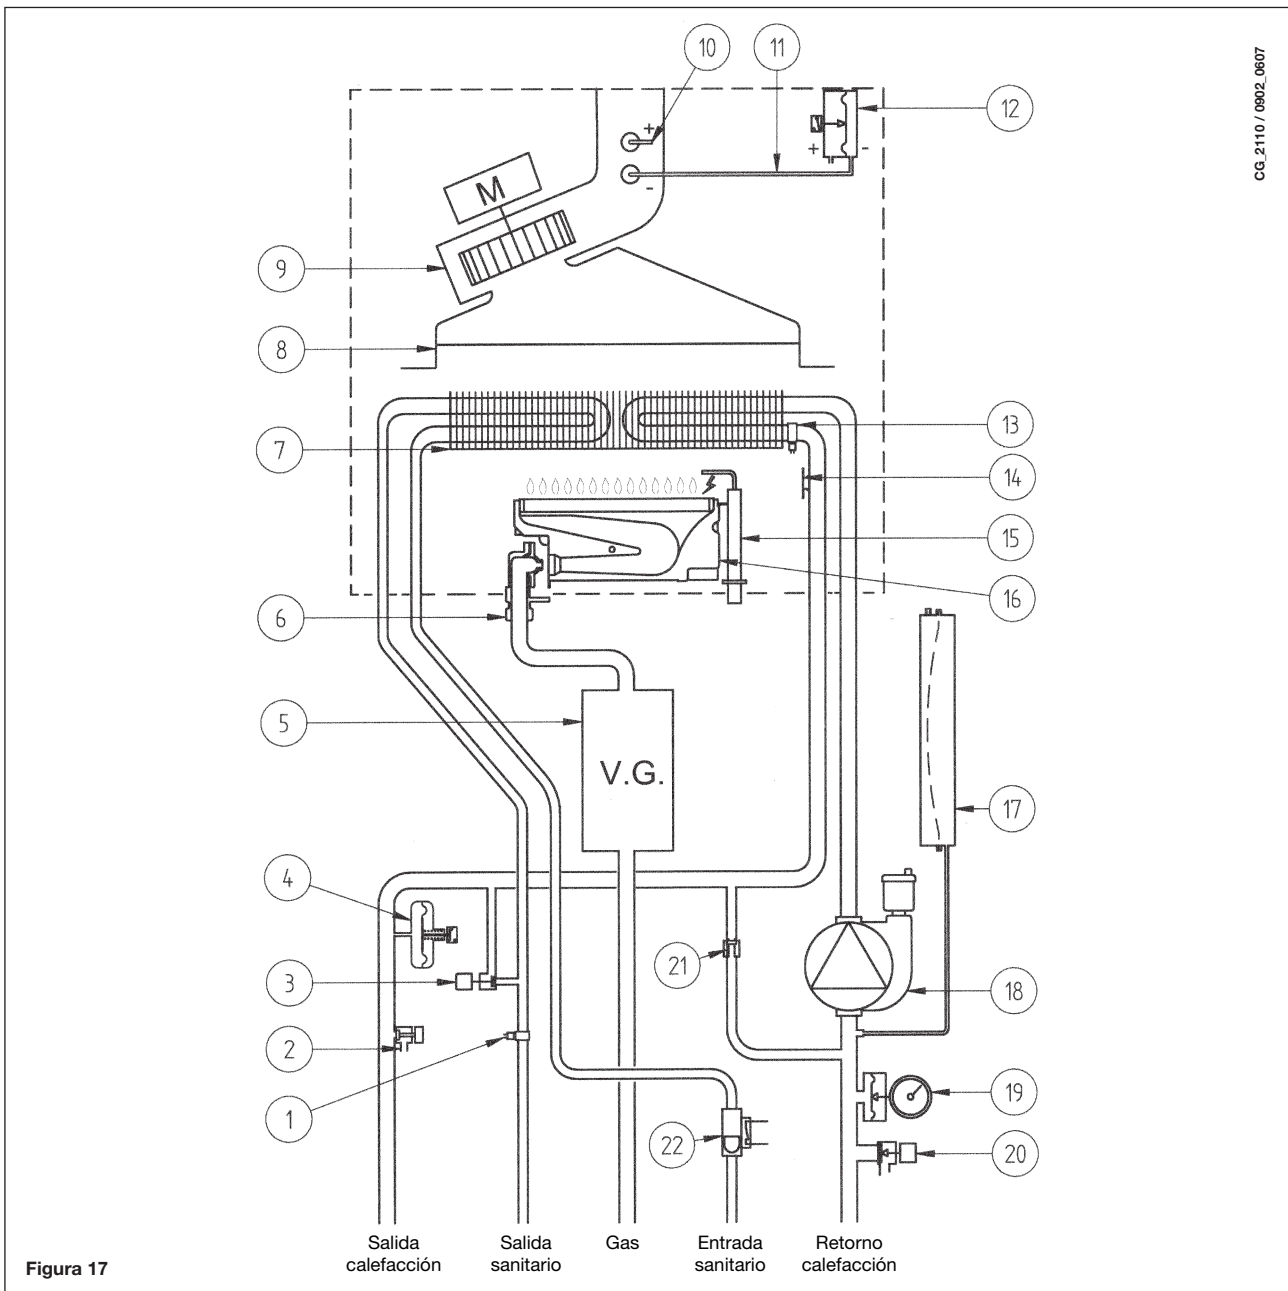 CG_2110 / 0902_0607
10
11
12
+
-
+
-
M
9
8
7
13
14
15
16
6
5
V.G.
17
4
3
21
18
2
1
19
22
20
Salida
calefacción
Salida
sanitario
Gas
Entrada
sanitario
Retorno
calefacción
Figura 17